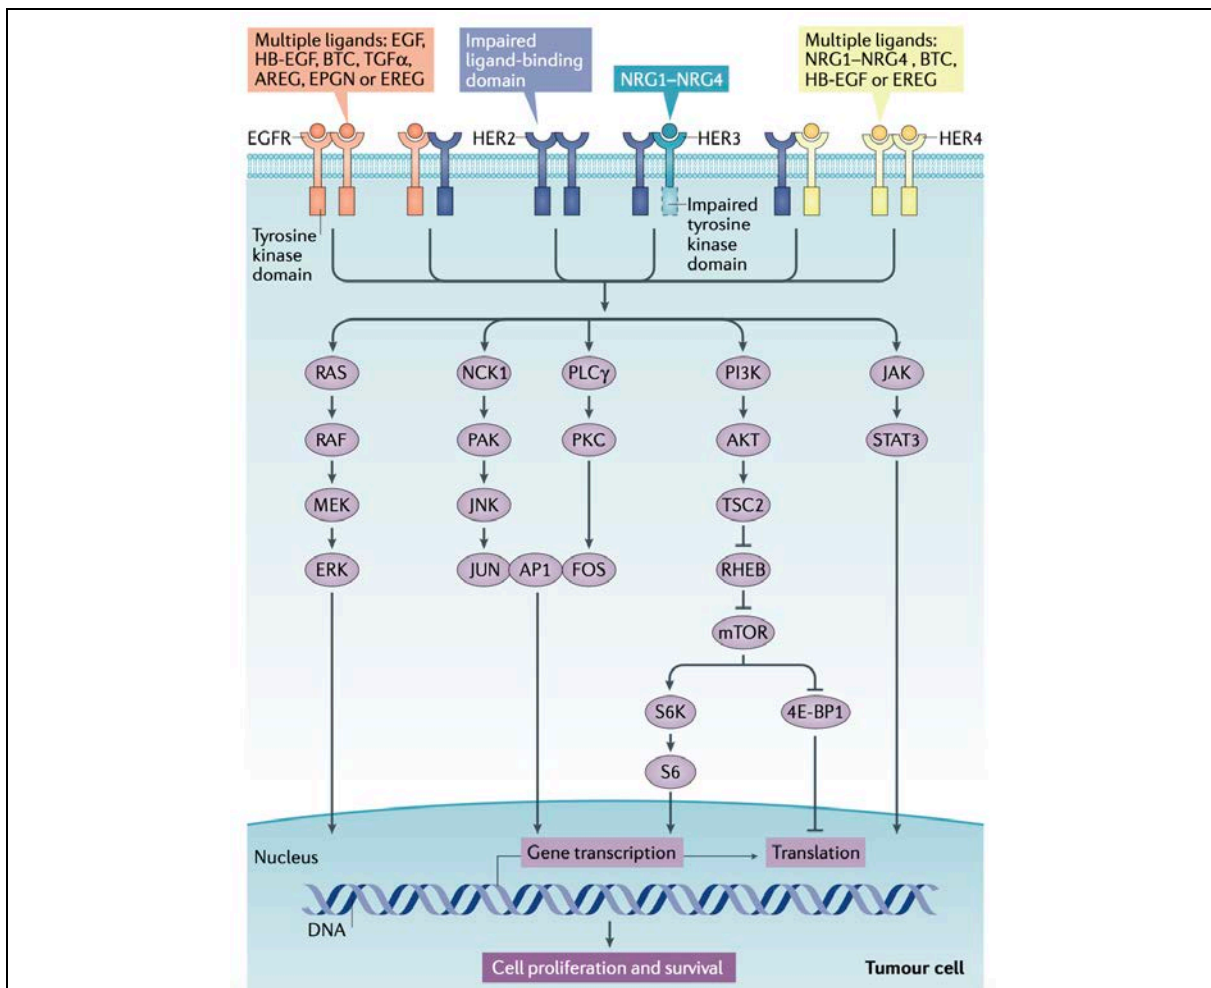 Multiple ligands: EGF,
HB-EGF, BTC, TGFα,
AREG, EPGN or EREG
Impaired
ligand-binding
domain
NRG1–NRG4
Multiple ligands:
NRG1–NRG4 , BTC,
HB-EGF or EREG
EGFR
HER2
HER3
HER4
Tyrosine
kinase
domain
Impaired
tyrosine
kinase
domain
RAS
NCK1
PLCγ
PI3K
JAK
RAF
PAK
PKC
AKT
STAT3
MEK
JNK
TSC2
ERK
JUN
AP1
FOS
RHEB
mTOR
S6K
4E-BP1
S6
Nucleus
Gene transcription
Translation
DNA
Cell proliferation and survival
Tumour cell